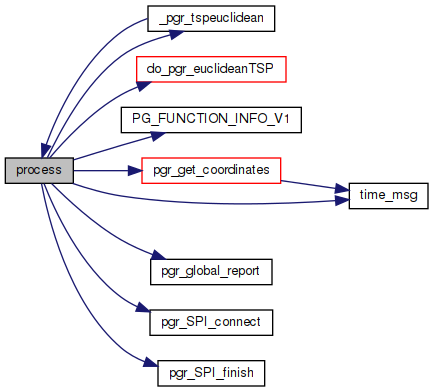 _pgr_tspeuclidean
do_pgr_euclideanTSP
PG_FUNCTION_INFO_V1
process
pgr_get_coordinates
time_msg
pgr_global_report
pgr_SPI_connect
pgr_SPI_finish